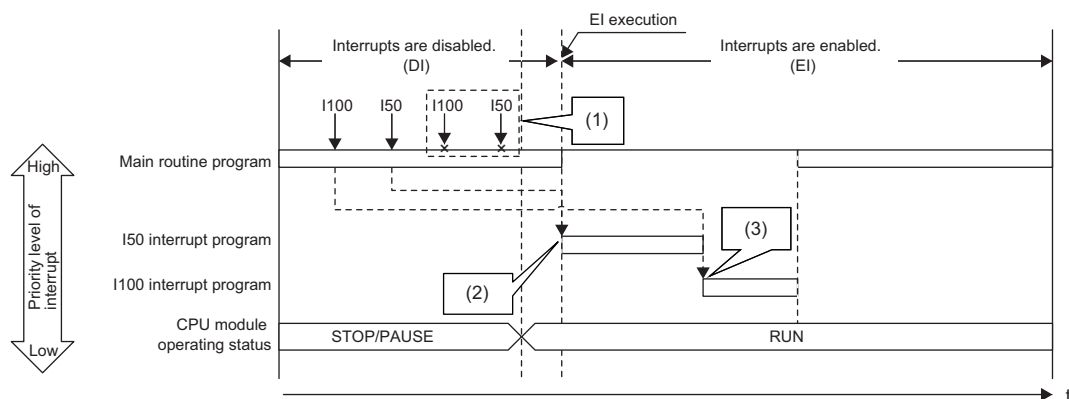 EI execution
Interrupts are disabled.
(DI)
Interrupts are enabled.
(EI)
I100
I50
I100
I50
(1)
High
Priority level of
interrupt
Low
Main routine program
I50 interrupt program
(3)
(2)
I100 interrupt program
CPU module
operating status
STOP/PAUSE
RUN
t